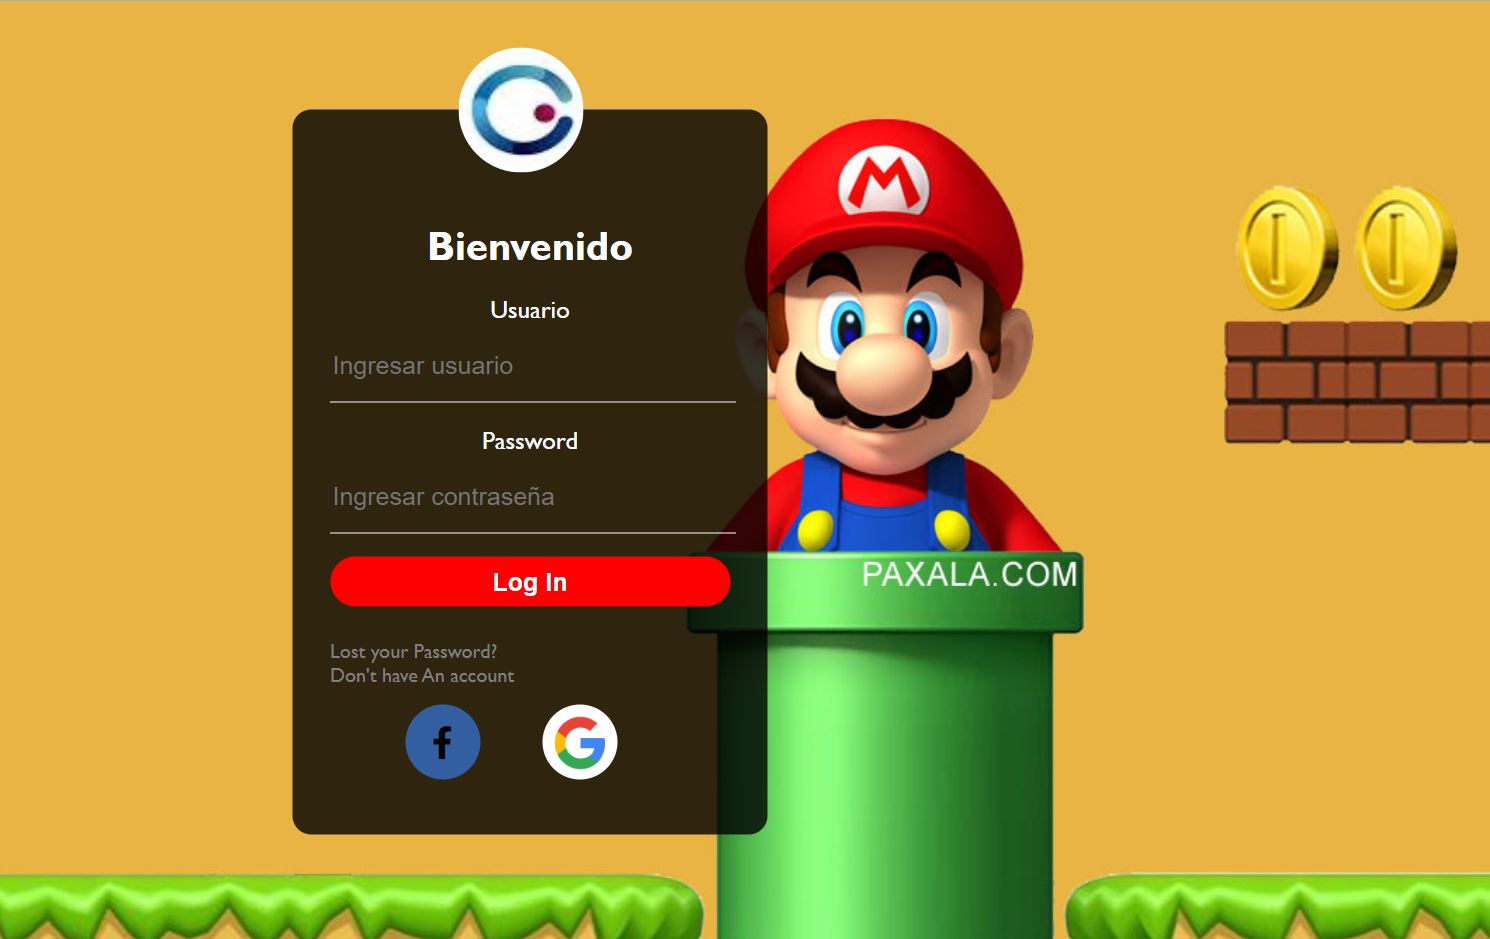 M
Bienvenido
Usuario
Ingresar usuario
Password
Ingresar contraseña
Log In
PAXALA.COM
Lost your Password?
Don't have An account